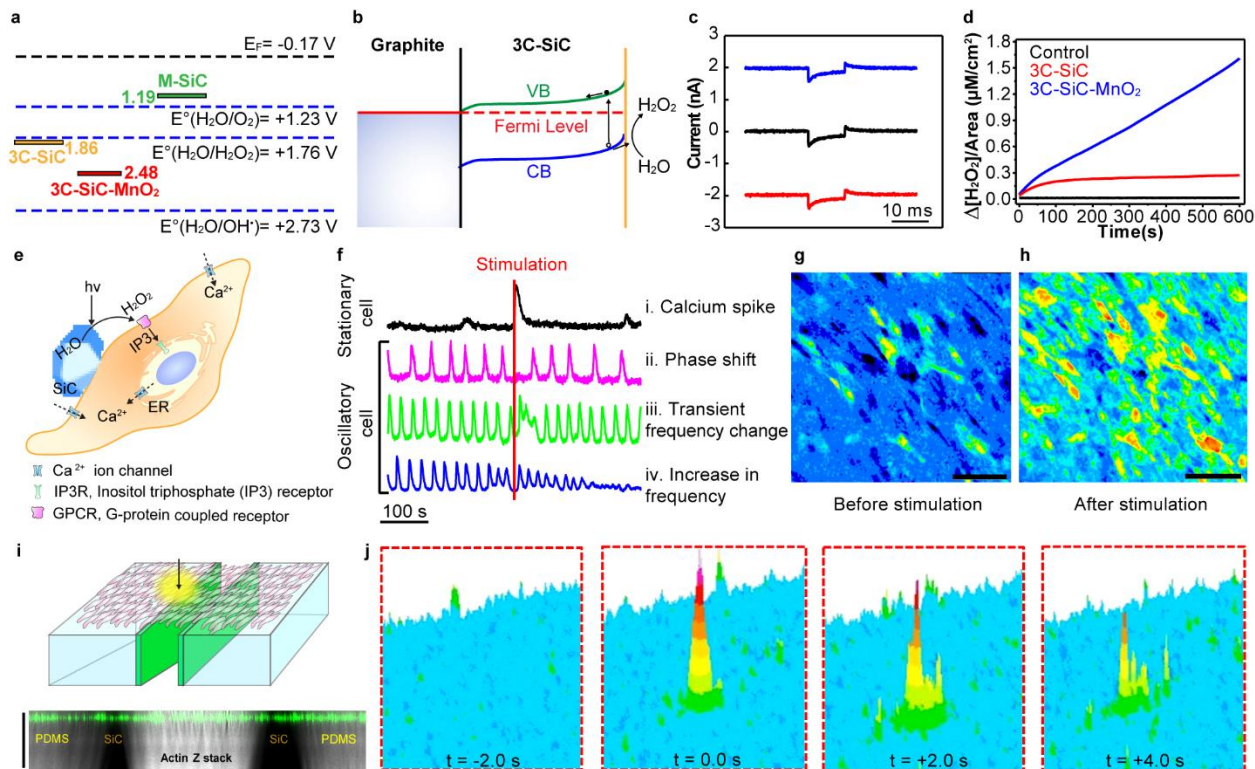 a
E_F= -0.17 V
M-SiC
1.19
E°(H₂O/O₂)= +1.23 V
1.86
3C-SiC
E°(H₂O/H₂O₂)= +1.76 V
2.48
3C-SiC-MnO₂
E°(H₂O/OH•)= +2.73 V
b
Graphite
3C-SiC
VB
Fermi Level
CB
H₂O₂
H₂O
c
Current (nA)
3
2
1
0
-1
-2
-3
10 ms
d
Δ[H₂O₂]/Area (μM/cm²)
1.8
1.5
1.2
0.9
0.6
0.3
0.0
Control
3C-SiC
3C-SiC-MnO₂
0 100 200 300 400 500 600
Time(s)
e
Ca²⁺
hv
H₂O₂
H₂O
IP3
SiC
Ca²⁺
ER
Ca²⁺ ion channel
IP3R, Inositol triphosphate (IP3) receptor
GPCR, G-protein coupled receptor
f
Stimulation
Stationary
cell
Oscillatory
cell
i. Calcium spike
ii. Phase shift
iii. Transient
frequency change
iv. Increase in
frequency
100 s
g
Before stimulation
h
After stimulation
i
PDMS
SiC
Actin Z stack
SiC
PDMS
j
t = -2.0 s
t = 0.0 s
t = +2.0 s
t = +4.0 s